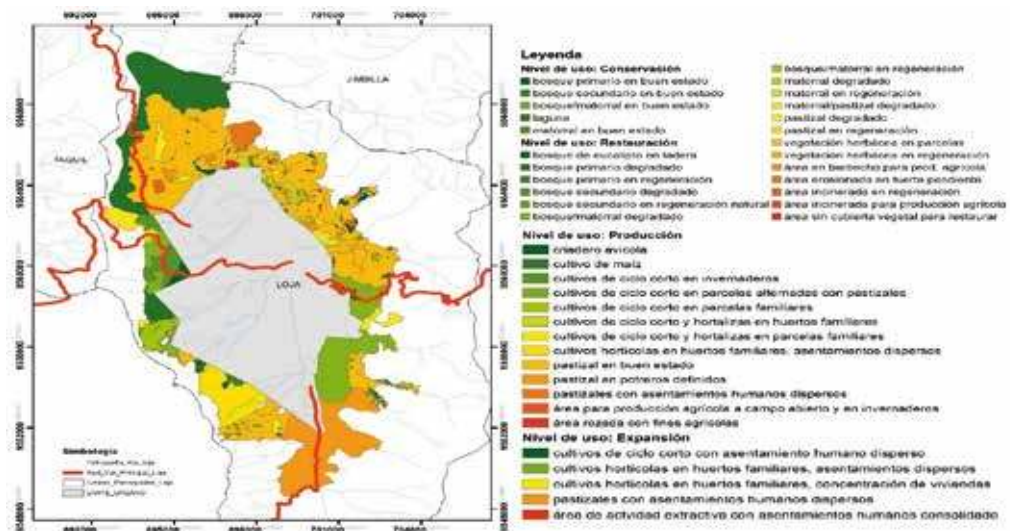 JIMBILLA
LOJA
Simbología
Leyenda
Nivel de uso: Conservación
bosque primario en buen estado
bosque secundario en buen estado
bosque/matorral en buen estado
laguna
matorral en buen estado
Nivel de uso: Restauración
bosque de eucalipto en ladera
bosque primario degradado
bosque primario en regeneración
bosque secundario degradado
bosque secundario en regeneración natural
bosque/matorral degradado
bosque/matorral en regeneración
matorral degradado
matorral en regeneración
matorral/pastizal degradado
pastizal degradado
pastizal en regeneración
vegetación herbácea en parcelas
vegetación herbácea en regeneración
área en barbecho para prod. agrícola
área erosionada en fuerte pendiente
área incinerada en regeneración
área incinerada para producción agrícola
área sin cubierta vegetal para restaurar
Nivel de uso: Producción
criadero avícola
cultivo de maíz
cultivos de ciclo corto en invernaderos
cultivos de ciclo corto en parcelas alternadas con pastizales
cultivos de ciclo corto en parcelas familiares
cultivos de ciclo corto y hortalizas en huertos familiares
cultivos de ciclo corto y hortalizas en parcelas familiares
cultivos hortícolas en huertos familiares, asentamientos dispersos
pastizal en buen estado
pastizal en potreros definidos
pastizales con asentamientos humanos dispersos
área para producción agrícola a campo abierto y en invernaderos
área rozada con fines agrícolas
Nivel de uso: Expansión
cultivos de ciclo corto con asentamiento humano disperso
cultivos hortícolas en huertos familiares, asentamientos dispersos
cultivos hortícolas en huertos familiares, concentración de viviendas
pastizales con asentamientos humanos dispersos
área de actividad extractiva con asentamientos humanos consolidado